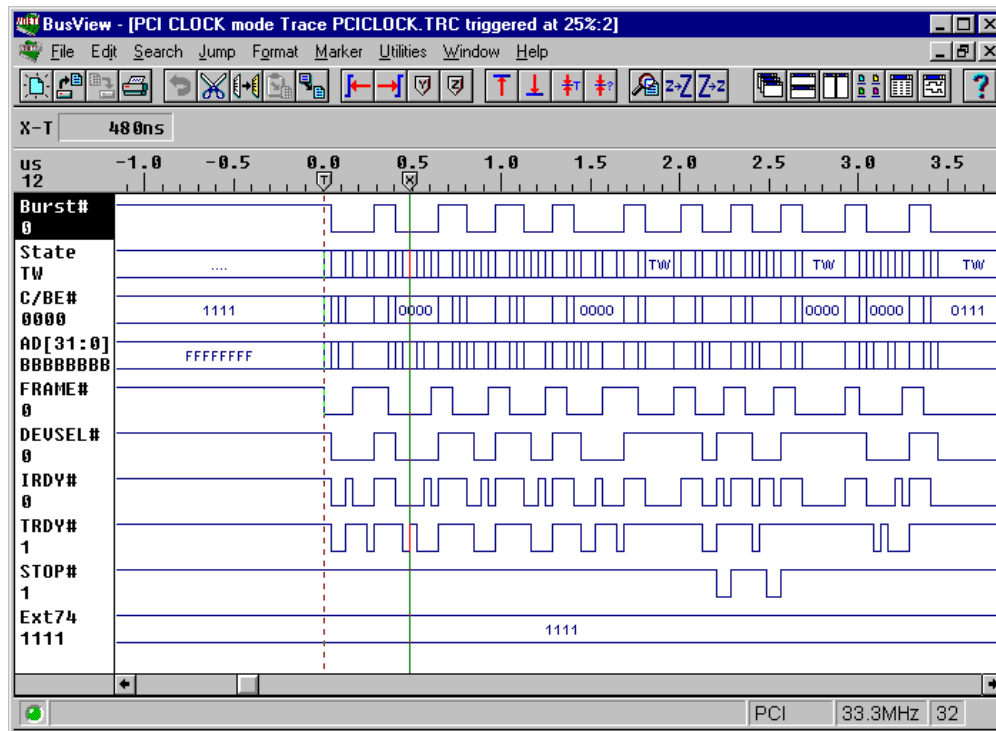 BusView - [PCI CLOCK mode Trace PCICLOCK.TRC triggered at 25%:2]
File Edit Search Jump Format Marker Utilities Window Help
X-T 480ns
us -1.0 -0.5 0.0 0.5 1.0 1.5 2.0 2.5 3.0 3.5
12 T X
Burst#
0
State
TW .... TW TW TW
C/BE#
0000 1111 0000 0000 0000 0000 0111
AD[31:0]
BBBBBBBB FFFFFFFF
FRAME#
0
DEVSEL#
0
IRDY#
0
TRDY#
1
STOP#
1
Ext74
1111 1111
PCI 33.3MHz 32